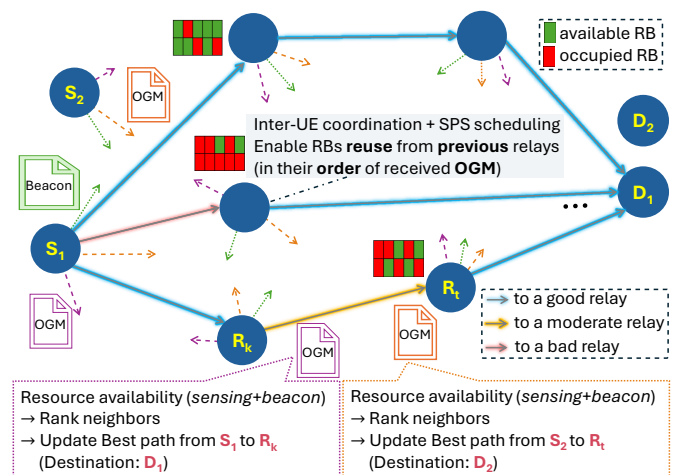 available RB
occupied RB
S2
OGM
D2
Inter-UE coordination + SPS scheduling
Enable RBs reuse from previous relays
(in their order of received OGM)
Beacon
D1
...
S1
OGM
Rt
Rk
OGM
OGM
to a good relay
to a moderate relay
to a bad relay
Resource availability (sensing+beacon)
→ Rank neighbors
→ Update Best path from S1 to Rk
(Destination: D1)
Resource availability (sensing+beacon)
→ Rank neighbors
→ Update Best path from S2 to Rt
(Destination: D2)